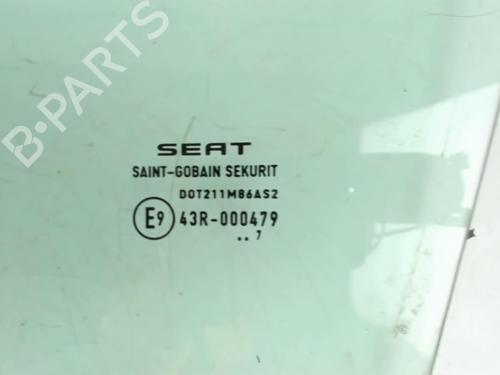 B-PARTS
SEAT
SAINT-GOBAIN SEKURIT
DOT211M86AS2
E9 43R-000479
.. 7